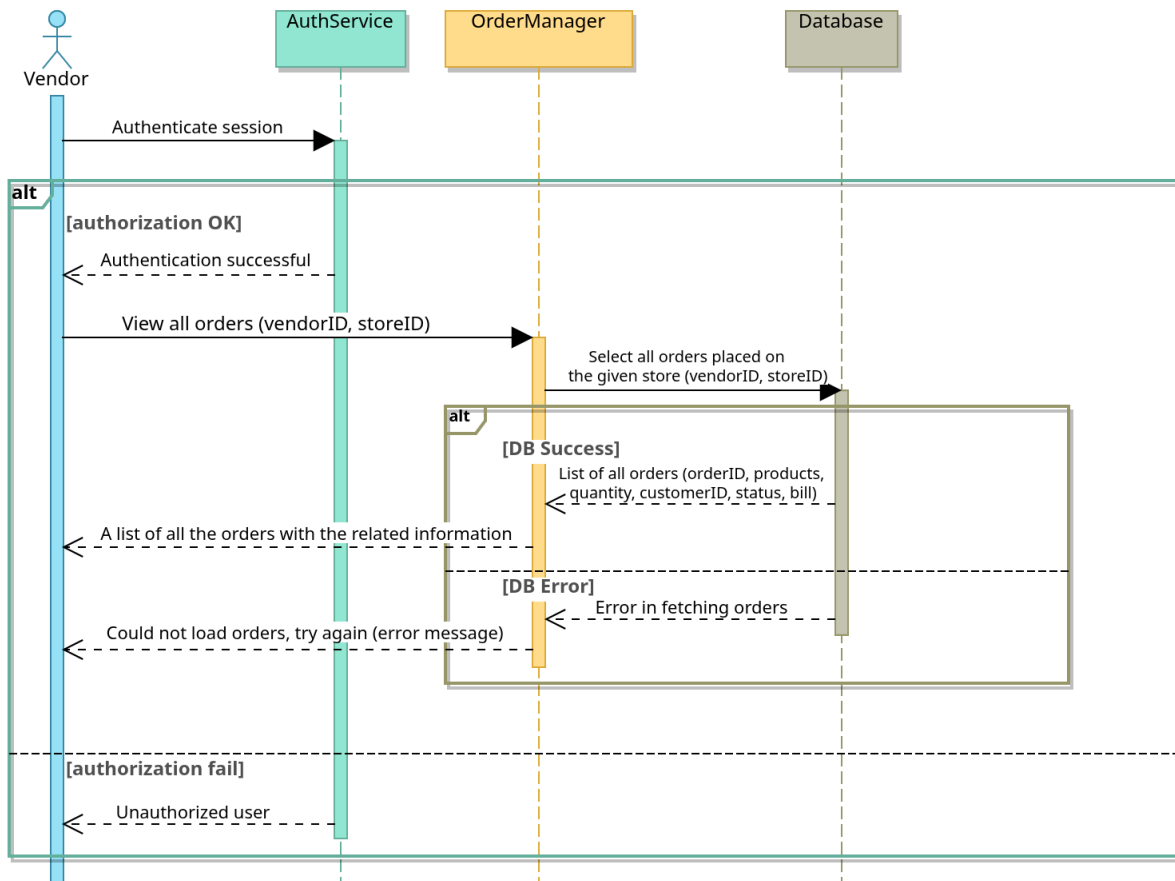 AuthService
OrderManager
Database
Vendor
Authenticate session
alt
[authorization OK]
Authentication successful
View all orders (vendorID, storeID)
Select all orders placed on
the given store (vendorID, storeID)
alt
[DB Success]
List of all orders (orderID, products,
quantity, customerID, status, bill)
A list of all the orders with the related information
[DB Error]
Error in fetching orders
Could not load orders, try again (error message)
[authorization fail]
Unauthorized user